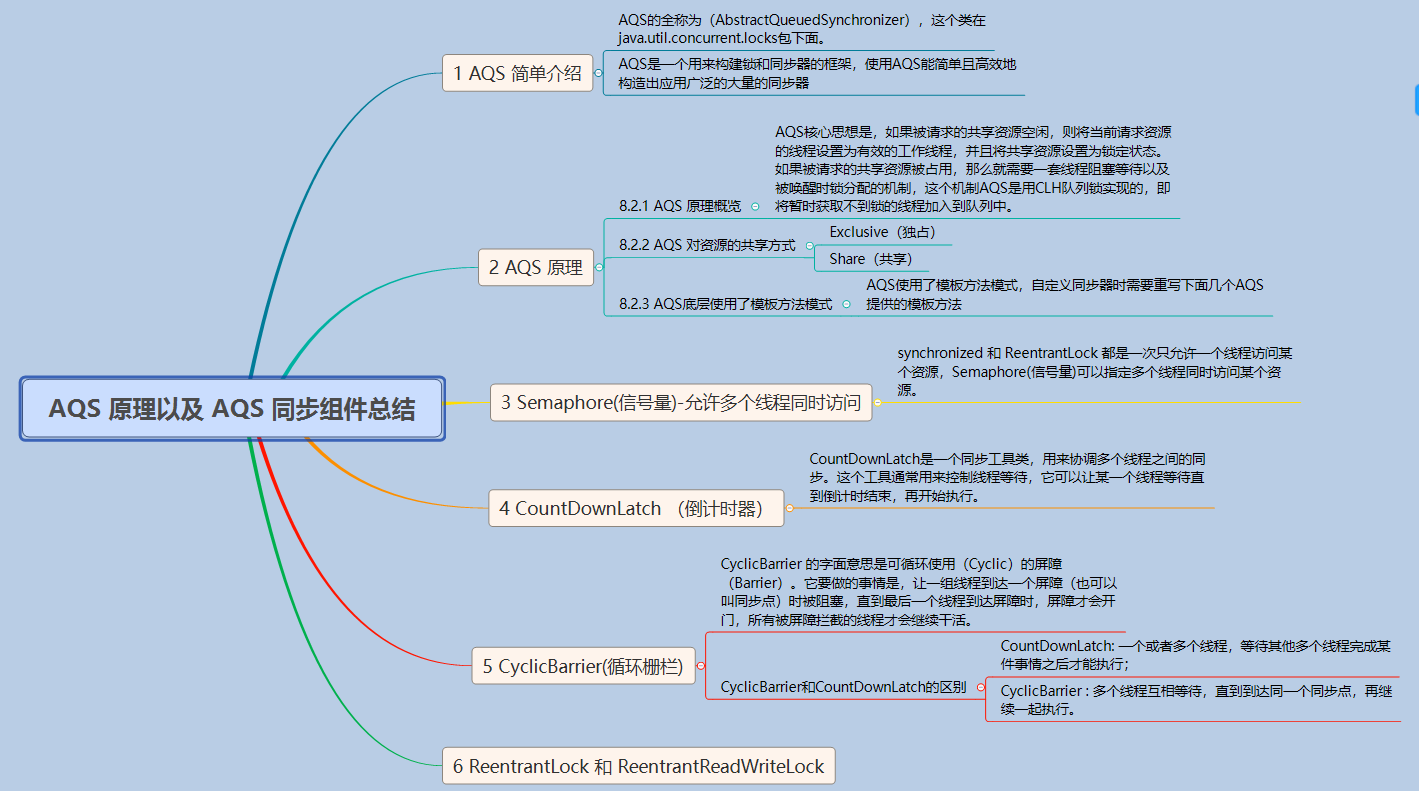 AQS 原理以及 AQS 同步组件总结
1 AQS 简单介绍
AQS的全称为（AbstractQueuedSynchronizer），这个类在
java.util.concurrent.locks包下面。
AQS是一个用来构建锁和同步器的框架，使用AQS能简单且高效地
构造出应用广泛的大量的同步器
2 AQS 原理
8.2.1 AQS 原理概览
AQS核心思想是，如果被请求的共享资源空闲，则将当前请求资源
的线程设置为有效的工作线程，并且将共享资源设置为锁定状态。
如果被请求的共享资源被占用，那么就需要一套线程阻塞等待以及
被唤醒时锁分配的机制，这个机制AQS是用CLH队列锁实现的，即
将暂时获取不到锁的线程加入到队列中。
8.2.2 AQS 对资源的共享方式
Exclusive（独占）
Share（共享）
8.2.3 AQS底层使用了模板方法模式
AQS使用了模板方法模式，自定义同步器时需要重写下面几个AQS
提供的模板方法
3 Semaphore(信号量)-允许多个线程同时访问
synchronized 和 ReentrantLock 都是一次只允许一个线程访问某
个资源，Semaphore(信号量)可以指定多个线程同时访问某个资
源。
4 CountDownLatch （倒计时器）
CountDownLatch是一个同步工具类，用来协调多个线程之间的同
步。这个工具通常用来控制线程等待，它可以让某一个线程等待直
到倒计时结束，再开始执行。
5 CyclicBarrier(循环栅栏)
CyclicBarrier 的字面意思是可循环使用（Cyclic）的屏障
（Barrier）。它要做的事情是，让一组线程到达一个屏障（也可以
叫同步点）时被阻塞，直到最后一个线程到达屏障时，屏障才会开
门，所有被屏障拦截的线程才会继续干活。
CyclicBarrier和CountDownLatch的区别
CountDownLatch: 一个或者多个线程，等待其他多个线程完成某
件事情之后才能执行；
CyclicBarrier : 多个线程互相等待，直到到达同一个同步点，再继
续一起执行。
6 ReentrantLock 和 ReentrantReadWriteLock